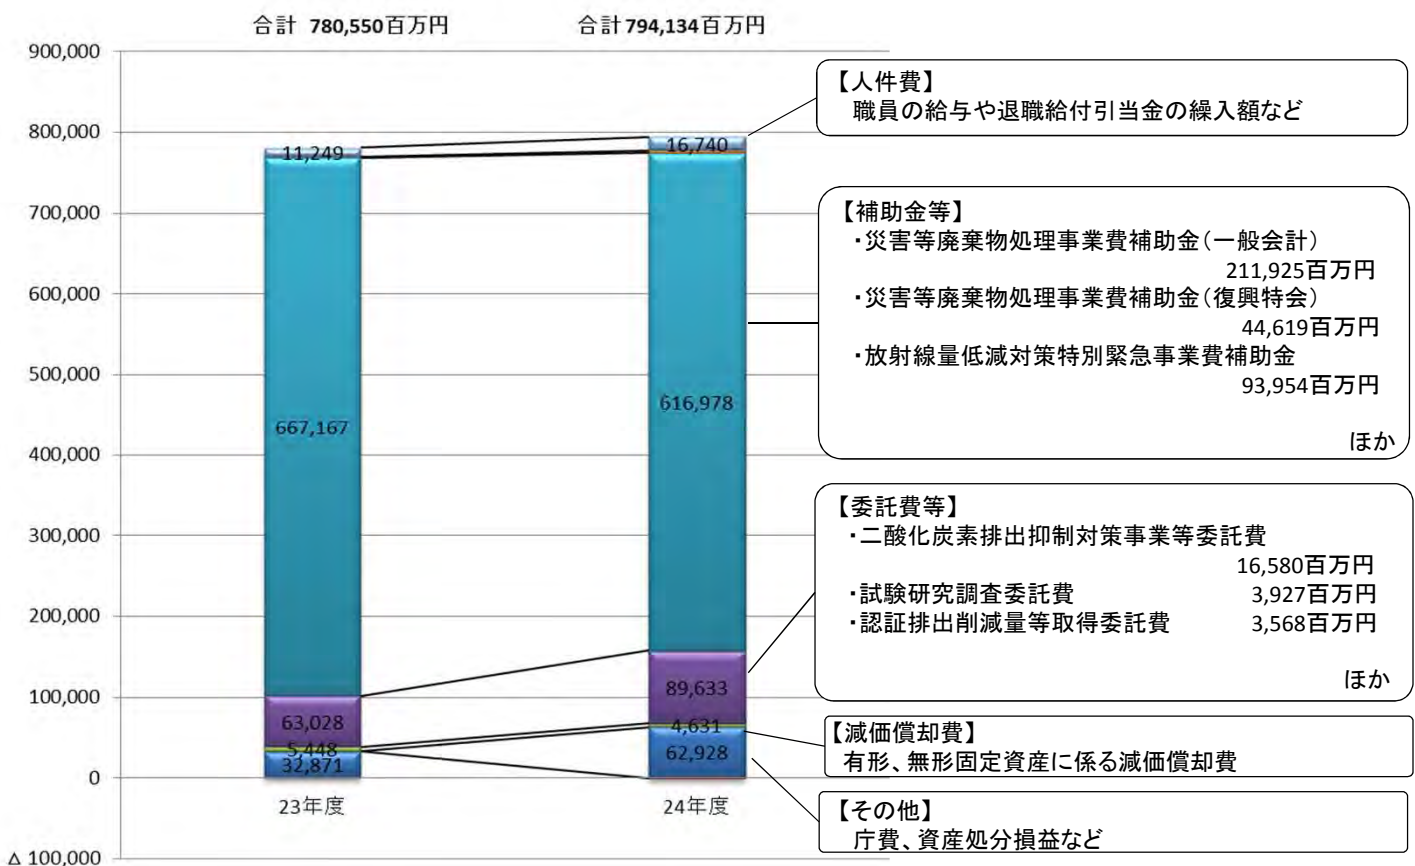 合計 780,550百万円
合計794,134百万円
900,000
800,000
700,000
600,000
500,000
400,000
300,000
200,000
100,000
0
△ 100,000
11,249
667,167
63,028
5,448
32,871
23年度
16,740
616,978
89,633
4,631
62,928
24年度
【人件費】
職員の給与や退職給付引当金の繰入額など
【補助金等】
・災害等廃棄物処理事業費補助金(一般会計)
211,925百万円
・災害等廃棄物処理事業費補助金(復興特会)
44,619百万円
・放射線量低減対策特別緊急事業費補助金
93,954百万円
ほか
【委託費等】
・二酸化炭素排出抑制対策事業等委託費
16,580百万円
・試験研究調査委託費 3,927百万円
・認証排出削減量等取得委託費 3,568百万円
ほか
【減価償却費】
有形、無形固定資産に係る減価償却費
【その他】
庁費、資産処分損益など